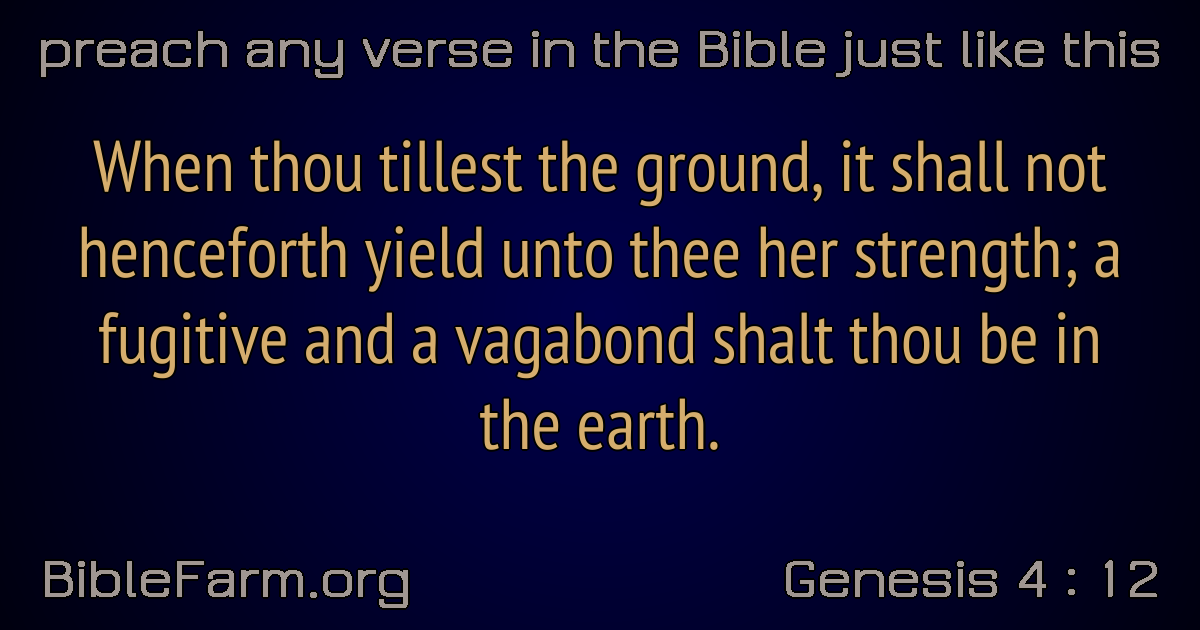 preach any verse in the Bible just like this
When thou tillest the ground, it shall not
henceforth yield unto thee her strength; a
fugitive and a vagabond shalt thou be in
the earth.
BibleFarm.org
Genesis 4 : 12